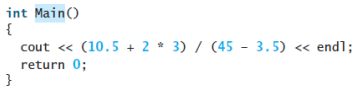 int Main()
{
cout << (10.5 + 2 * 3) / (45 - 3.5) << endl;
return 0;
}